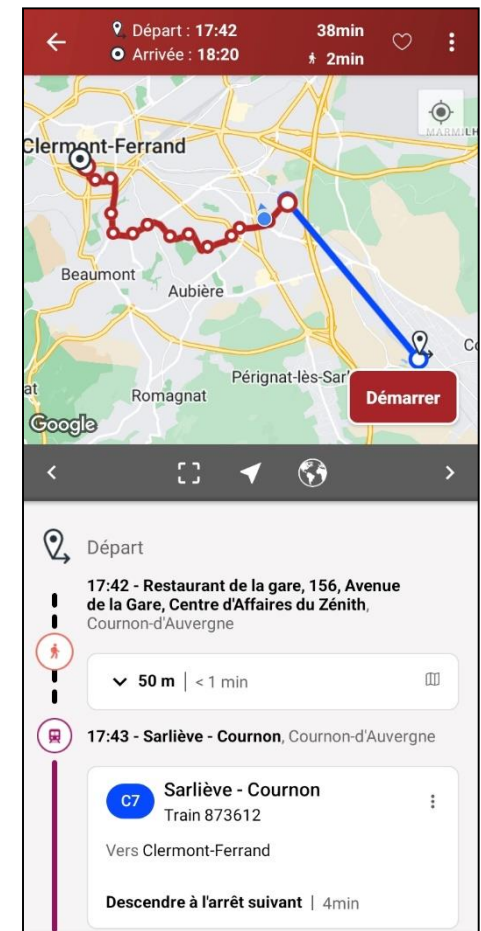 Départ : 17:42
38min
Arrivée : 18:20
2min
MARMILH
Clermont-Ferrand
Beaumont
Aubière
Co
at
Romagnat
Pérignat-lès-Sar
Démarrer
Google
Départ
17:42 - Restaurant de la gare, 156, Avenue
de la Gare, Centre d'Affaires du Zénith,
Cournon-d'Auvergne
50 m | < 1 min
17:43 - Sarliève - Cournon, Cournon-d'Auvergne
C7
Sarliève - Cournon
Train 873612
Vers Clermont-Ferrand
Descendre à l'arrêt suivant | 4min